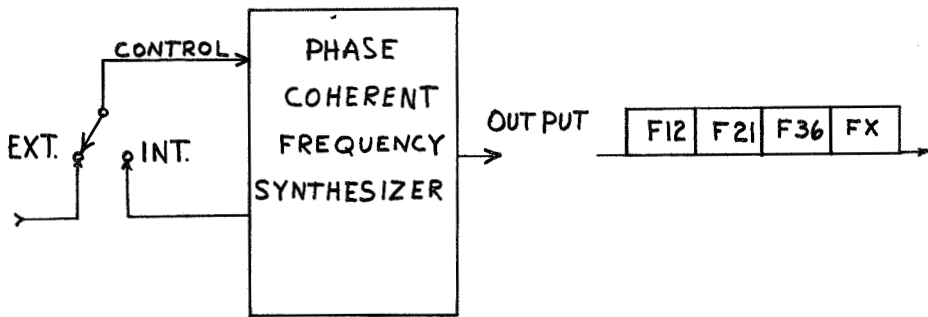 CONTROL
EXT.
INT.
PHASE
COHERENT
FREQUENCY
SYNTHESIZER
OUTPUT
F12 F21 F36 FX